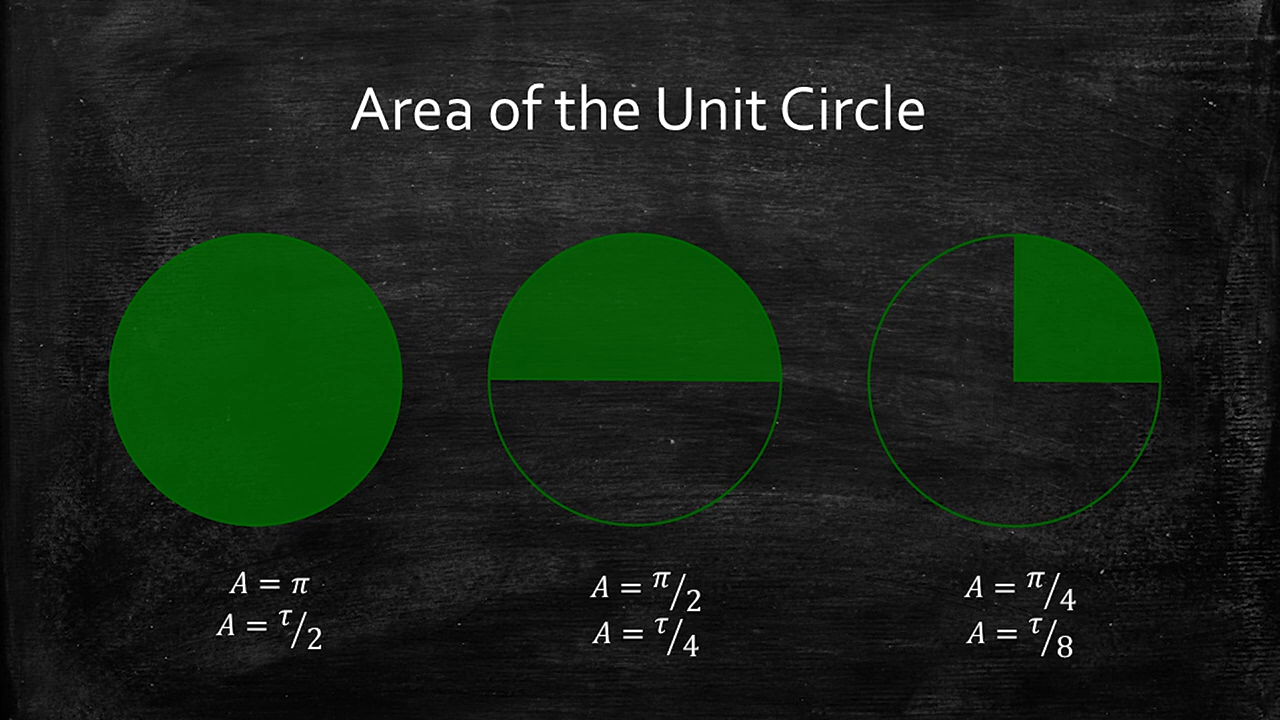 Area of the Unit Circle
A = π
A = τ/2
A = π/2
A = τ/4
A = π/4
A = τ/8